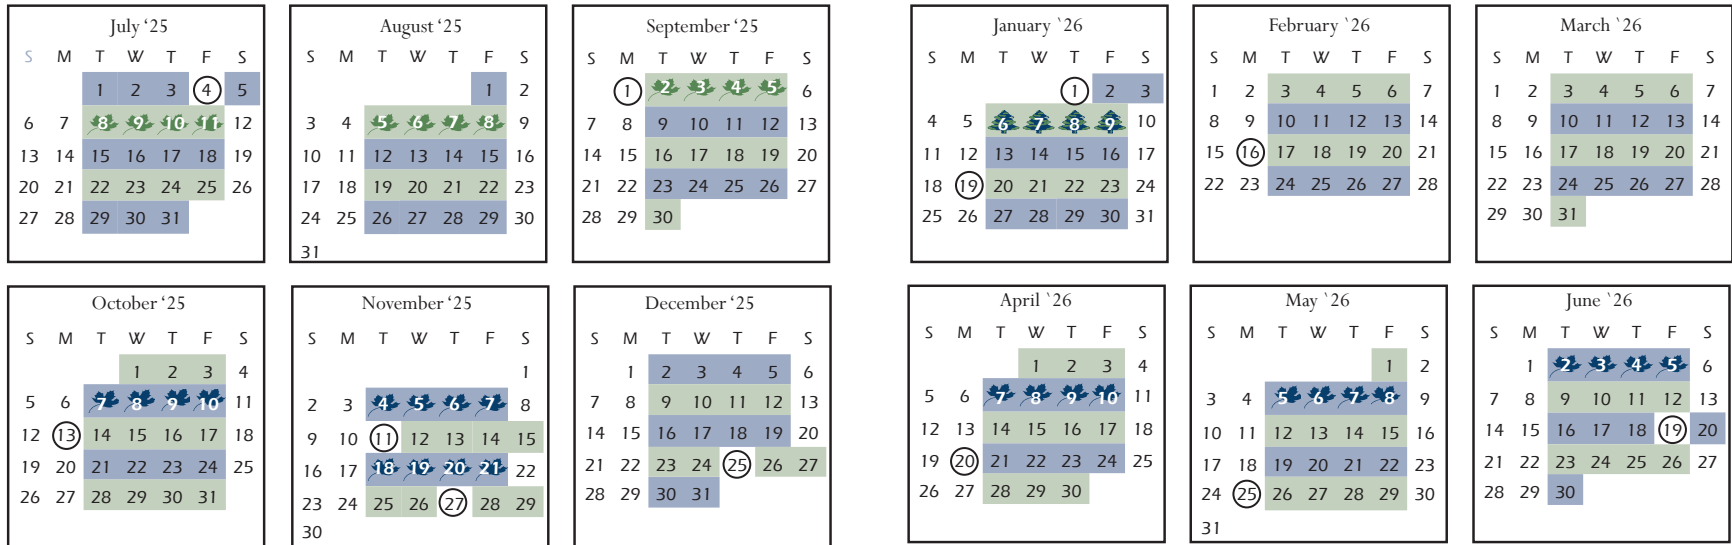 July ‘25
S M T W T F S
1 2 3 4 5
6 7 8 9 10 11 12
13 14 15 16 17 18 19
20 21 22 23 24 25 26
27 28 29 30 31
August ‘25
S M T W T F S
1 2
3 4 5 6 7 8 9
10 11 12 13 14 15 16
17 18 19 20 21 22 23
24 25 26 27 28 29 30
31
September ‘25
S M T W T F S
1 2 3 4 5 6
7 8 9 10 11 12 13
14 15 16 17 18 19 20
21 22 23 24 25 26 27
28 29 30
January `26
S M T W T F S
1 2 3
4 5 6 7 8 9 10
11 12 13 14 15 16 17
18 19 20 21 22 23 24
25 26 27 28 29 30 31
February `26
S M T W T F S
1 2 3 4 5 6 7
8 9 10 11 12 13 14
15 16 17 18 19 20 21
22 23 24 25 26 27 28
March `26
S M T W T F S
1 2 3 4 5 6 7
8 9 10 11 12 13 14
15 16 17 18 19 20 21
22 23 24 25 26 27 28
29 30 31
October ‘25
S M T W T F S
1 2 3 4
5 6 7 8 9 10 11
12 13 14 15 16 17 18
19 20 21 22 23 24 25
26 27 28 29 30 31
November ‘25
S M T W T F S
1
2 3 4 5 6 7 8
9 10 11 12 13 14 15
16 17 18 19 20 21 22
23 24 25 26 27 28 29
30
December ‘25
S M T W T F S
1 2 3 4 5 6
7 8 9 10 11 12 13
14 15 16 17 18 19 20
21 22 23 24 25 26 27
28 29 30 31
April `26
S M T W T F S
1 2 3 4
5 6 7 8 9 10 11
12 13 14 15 16 17 18
19 20 21 22 23 24 25
26 27 28 29 30
May `26
S M T W T F S
1 2
3 4 5 6 7 8 9
10 11 12 13 14 15 16
17 18 19 20 21 22 23
24 25 26 27 28 29 30
31
June `26
S M T W T F S
1 2 3 4 5 6
7 8 9 10 11 12 13
14 15 16 17 18 19 20
21 22 23 24 25 26 27
28 29 30